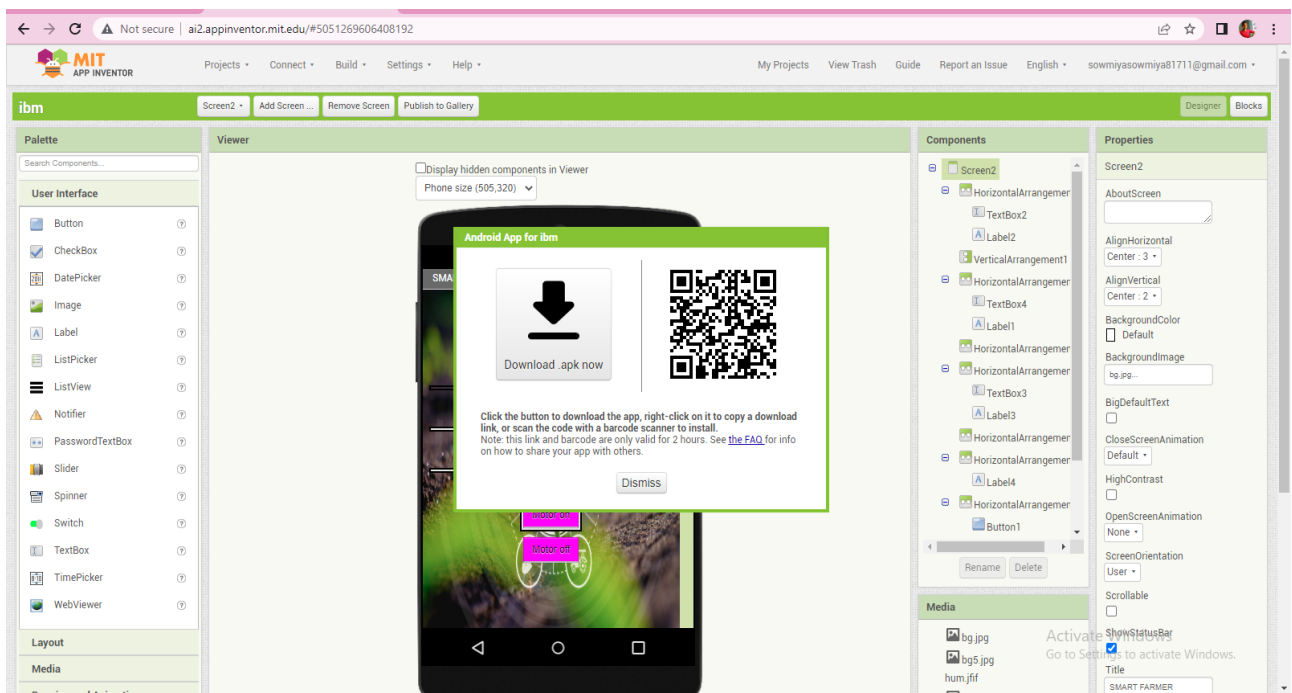 Not secure | ai2.appinventor.mit.edu/#5051269606408192
MIT
APP INVENTOR
Projects Connect Build Settings Help My Projects View Trash Guide Report an Issue English sowmiyasowmiya81711@gmail.com
ibm Screen2 Add Screen ... Remove Screen Publish to Gallery Designer Blocks
Palette
Search Components...
User Interface
Button
CheckBox
DatePicker
Image
Label
ListPicker
ListView
Notifier
PasswordTextBox
Slider
Spinner
Switch
TextBox
TimePicker
WebViewer
Layout
Media
Viewer
Display hidden components in Viewer
Phone size (505,320)
SMA
Android App for ibm
Download .apk now
Click the button to download the app, right-click on it to copy a download
link, or scan the code with a barcode scanner to install.
Note: this link and barcode are only valid for 2 hours. See the FAQ for info
on how to share your app with others.
Dismiss
Motor on
Motor off
Components
Screen2
HorizontalArrangemer
TextBox2
Label2
VerticalArrangement1
HorizontalArrangemer
TextBox4
Label1
HorizontalArrangemer
HorizontalArrangemer
TextBox3
Label3
HorizontalArrangemer
HorizontalArrangemer
Label4
HorizontalArrangemer
Button1
Rename Delete
Media
bg.jpg
bg5.jpg
hum.jfif
Properties
Screen2
AboutScreen
AlignHorizontal
Center : 3
AlignVertical
Center : 2
BackgroundColor
Default
BackgroundImage
bg.jpg...
BigDefaultText
CloseScreenAnimation
Default
HighContrast
OpenScreenAnimation
None
ScreenOrientation
User
Scrollable
ShowStatusBar
Title
SMART FARMER
Activate Windows
Go to Settings to activate Windows.